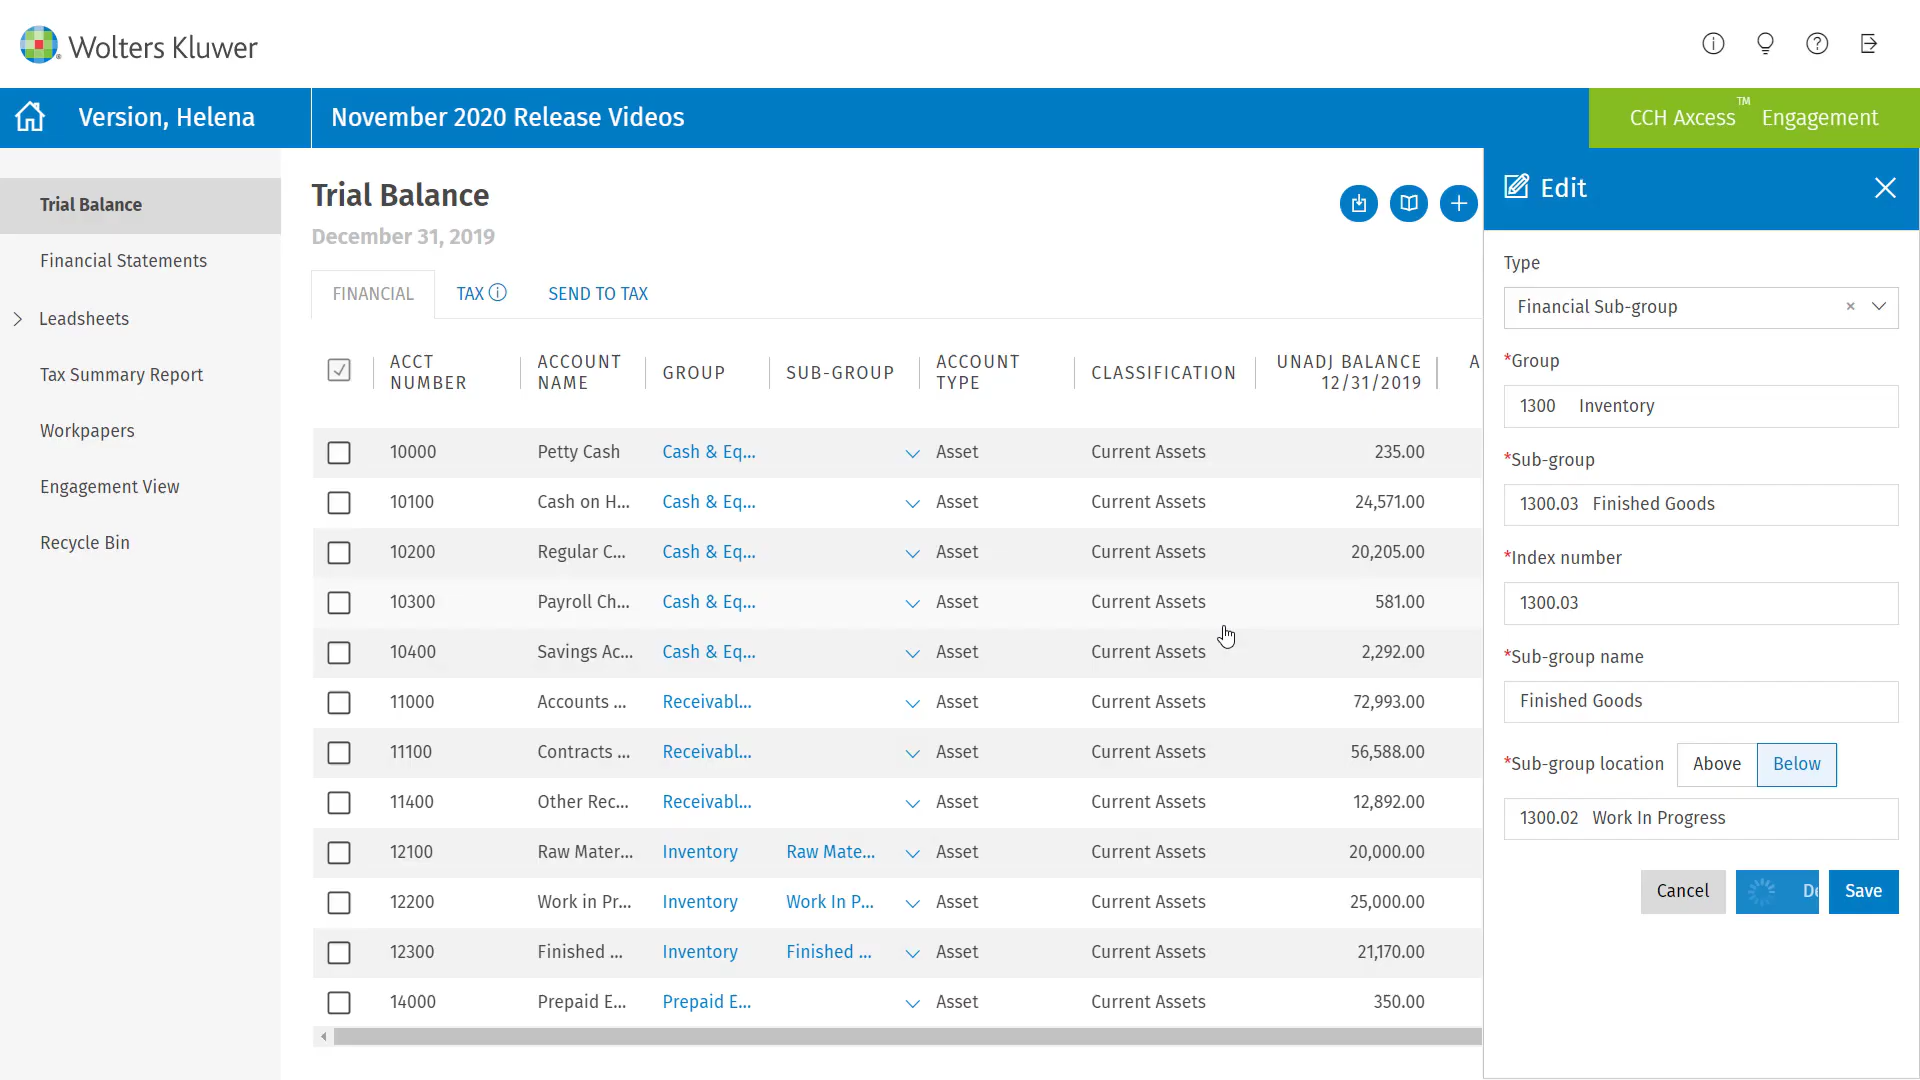 Wolters Kluwer
Version, Helena
November 2020 Release Videos
CCH Axcess™ Engagement
Trial Balance
Financial Statements
Leadsheets
Tax Summary Report
Workpapers
Engagement View
Recycle Bin
Trial Balance
December 31, 2019
FINANCIAL TAX SEND TO TAX
ACCT NUMBER ACCOUNT NAME GROUP SUB-GROUP ACCOUNT TYPE CLASSIFICATION UNADJ BALANCE 12/31/2019 A
10000 Petty Cash Cash & Eq... Asset Current Assets 235.00
10100 Cash on H... Cash & Eq... Asset Current Assets 24,571.00
10200 Regular C... Cash & Eq... Asset Current Assets 20,205.00
10300 Payroll Ch... Cash & Eq... Asset Current Assets 581.00
10400 Savings Ac... Cash & Eq... Asset Current Assets 2,292.00
11000 Accounts ... Receivabl... Asset Current Assets 72,993.00
11100 Contracts ... Receivabl... Asset Current Assets 56,588.00
11400 Other Rec... Receivabl... Asset Current Assets 12,892.00
12100 Raw Mater... Inventory Raw Mate... Asset Current Assets 20,000.00
12200 Work in Pr... Inventory Work In P... Asset Current Assets 25,000.00
12300 Finished ... Inventory Finished ... Asset Current Assets 21,170.00
14000 Prepaid E... Prepaid E... Asset Current Assets 350.00
Edit
Type
Financial Sub-group
*Group
1300 Inventory
*Sub-group
1300.03 Finished Goods
*Index number
1300.03
*Sub-group name
Finished Goods
*Sub-group location Above Below
1300.02 Work In Progress
Cancel De Save